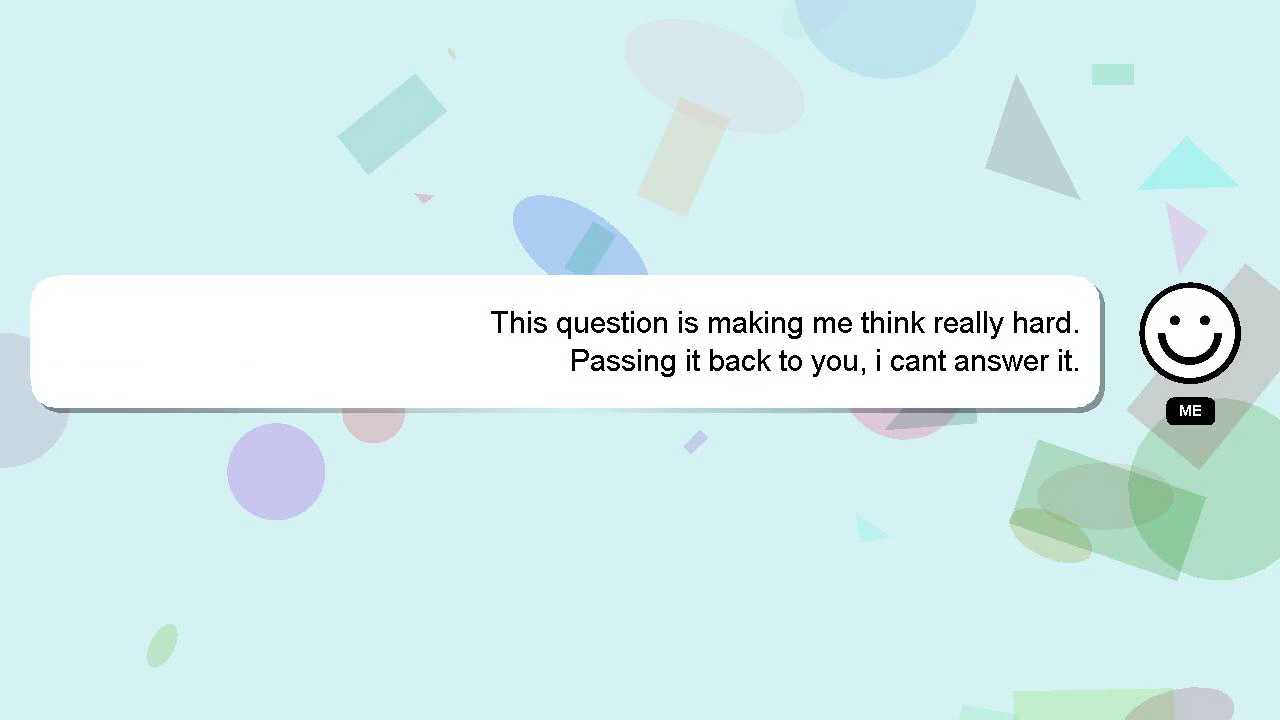 This question is making me think really hard.
Passing it back to you, i cant answer it.
ME